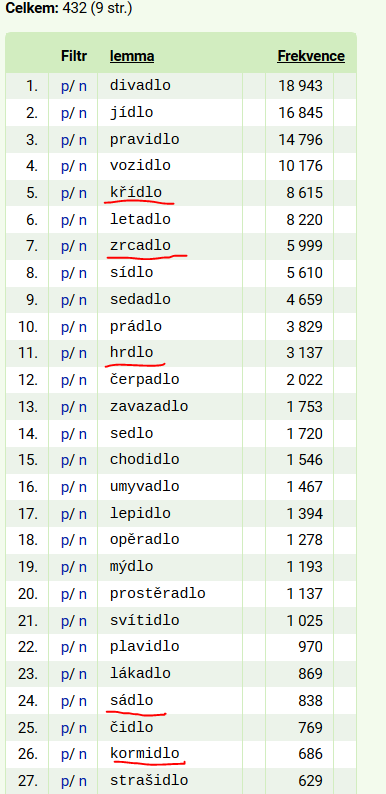 Celkem: 432 (9 str.)
Filtr lemma Frekvence
1. p/ n divadlo 18 943
2. p/ n jídlo 16 845
3. p/ n pravidlo 14 796
4. p/ n vozidlo 10 176
5. p/ n křídlo 8 615
6. p/ n letadlo 8 220
7. p/ n zrcadlo 5 999
8. p/ n sídlo 5 610
9. p/ n sedadlo 4 659
10. p/ n prádlo 3 829
11. p/ n hrdlo 3 137
12. p/ n čerpadlo 2 022
13. p/ n zavazadlo 1 753
14. p/ n sedlo 1 720
15. p/ n chodidlo 1 546
16. p/ n umyvadlo 1 467
17. p/ n lepidlo 1 394
18. p/ n opěradlo 1 278
19. p/ n mýdlo 1 193
20. p/ n prostěradlo 1 137
21. p/ n svítidlo 1 025
22. p/ n plavidlo 970
23. p/ n lákadlo 869
24. p/ n sádlo 838
25. p/ n čidlo 769
26. p/ n kormidlo 686
27. p/ n strašidlo 629